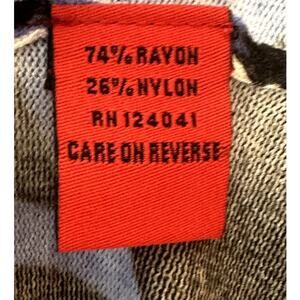 74% RAYON
26% NYLON
RN 124041
CARE ON REVERSE